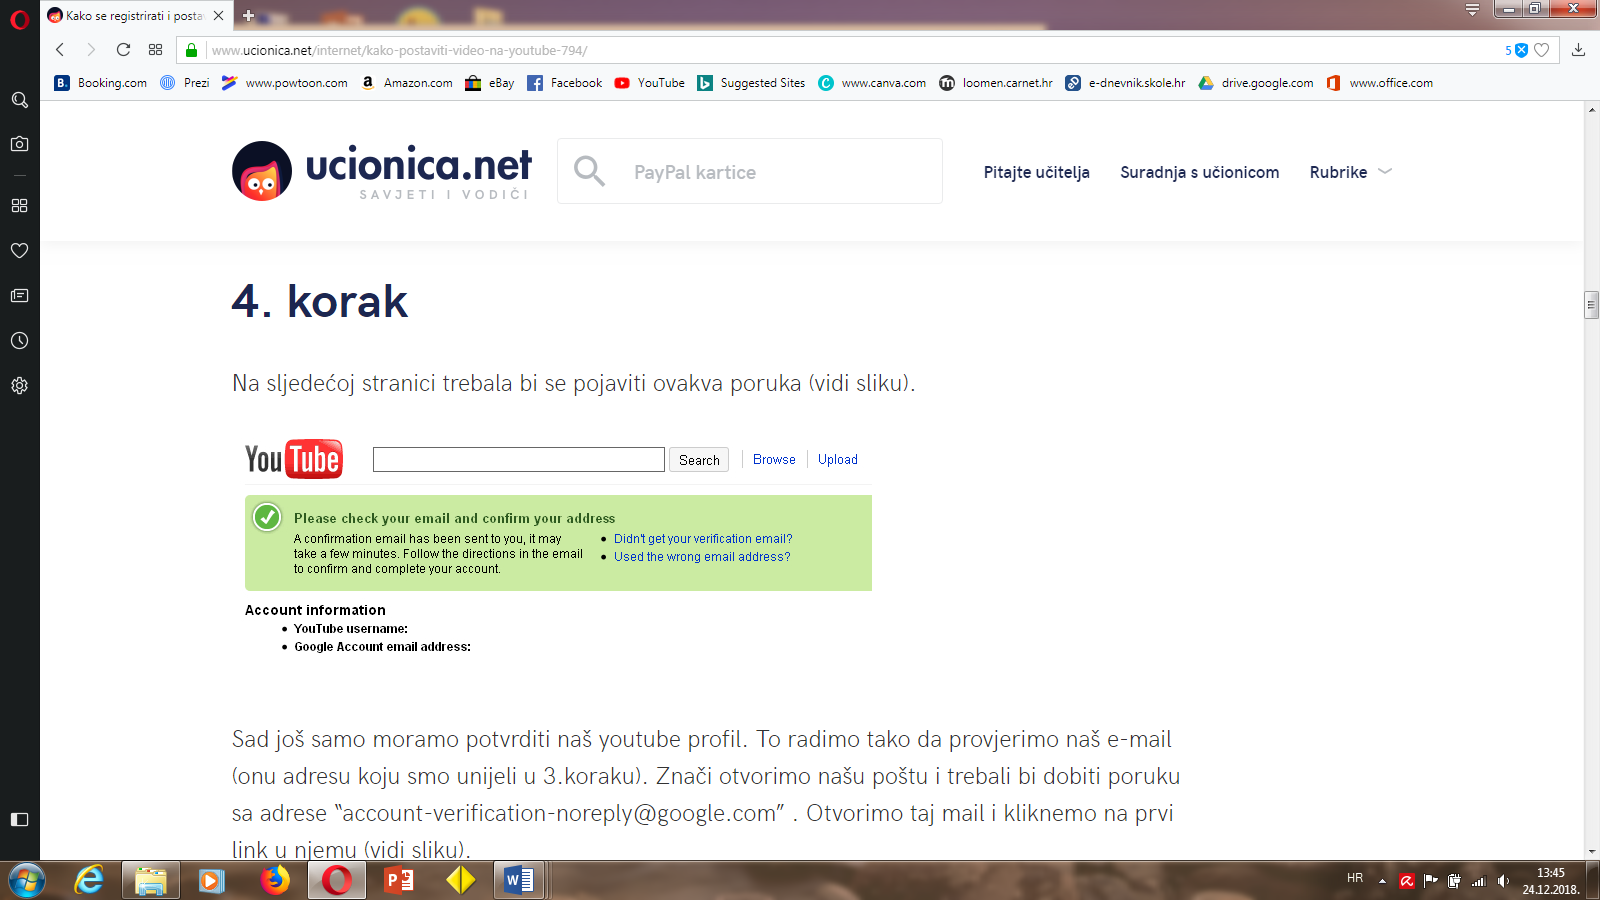 Kako se registrirati i posta
www.ucionica.net/internet/kako-postaviti-video-na-youtube-794/
5
Booking.com Prezi www.powtoon.com Amazon.com eBay Facebook YouTube Suggested Sites www.canva.com loomen.carnet.hr e-dnevnik.skole.hr drive.google.com www.office.com
ucionica.net
SAVJETI I VODIČI
PayPal kartice
Pitajte učitelja Suradnja s učionicom Rubrike
4. korak
Na sljedećoj stranici trebala bi se pojaviti ovakva poruka (vidi sliku).
YouTube Search Browse Upload
Please check your email and confirm your address
A confirmation email has been sent to you, it may
take a few minutes. Follow the directions in the email
to confirm and complete your account.
• Didn't get your verification email?
• Used the wrong email address?
Account information
• YouTube username:
• Google Account email address:
Sad još samo moramo potvrditi naš youtube profil. To radimo tako da provjerimo naš e-mail
(onu adresu koju smo unijeli u 3.koraku). Znači otvorimo našu poštu i trebali bi dobiti poruku
sa adrese “account-verification-noreply@google.com” . Otvorimo taj mail i kliknemo na prvi
link u njemu (vidi sliku).
HR
13:45
24.12.2018.